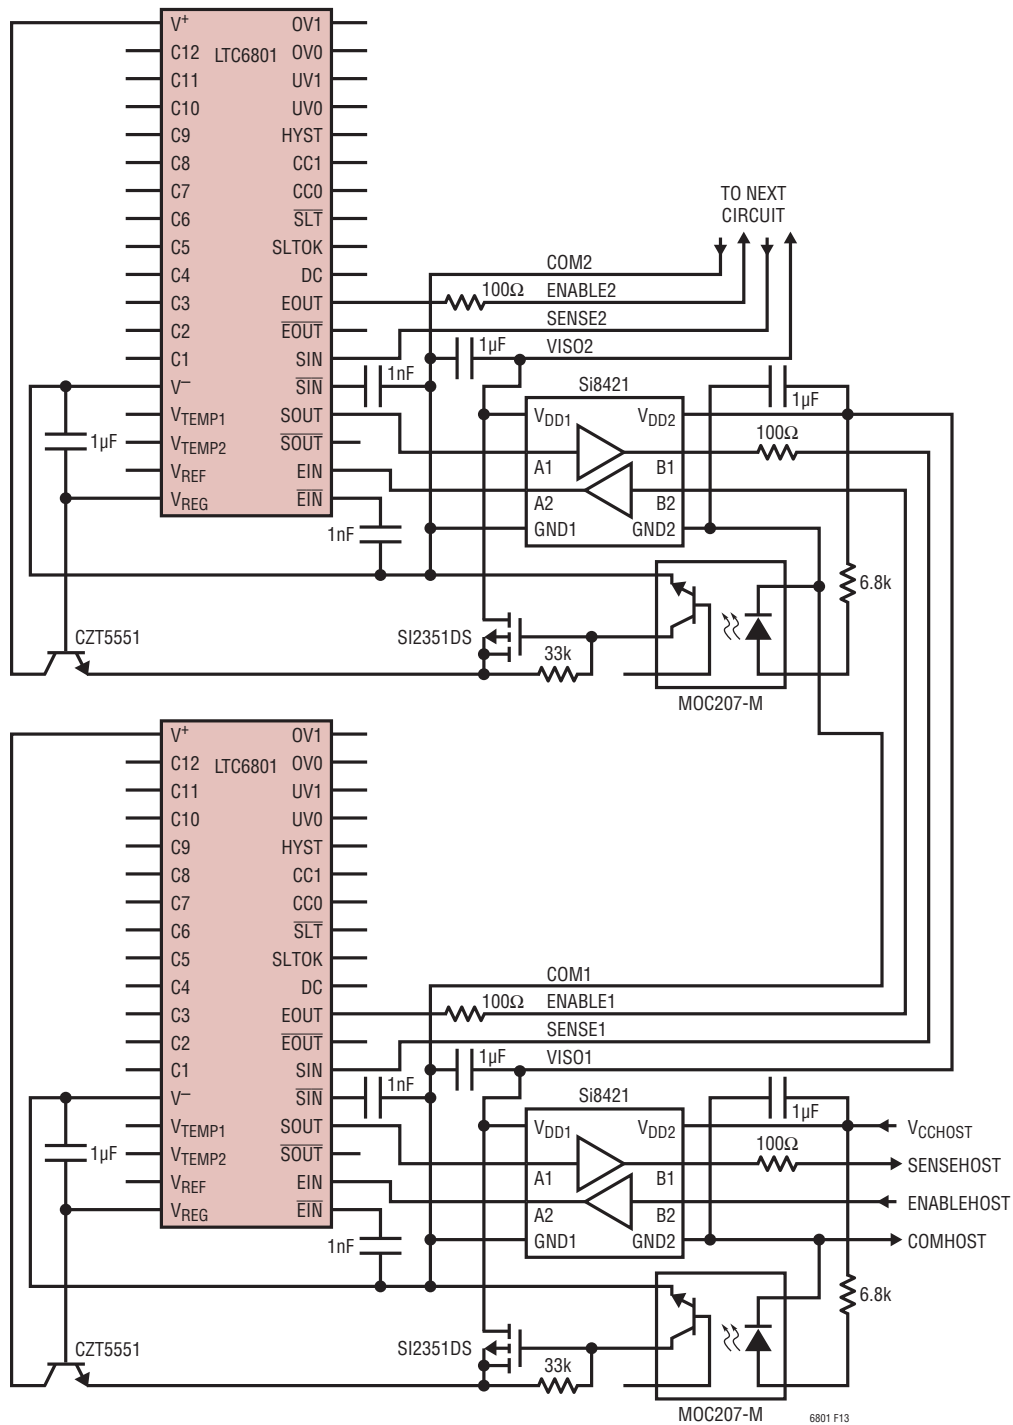 V+ OV1
C12 LTC6801 OV0
C11 UV1
C10 UV0
C9 HYST
C8 CC1
C7 CC0
C6 SLT
C5 SLTOK
C4 DC
C3 EOUT
C2 EOUT
C1 SIN
V– SIN
VTEMP1 SOUT
VTEMP2 SOUT
VREF EIN
VREG EIN
TO NEXT
CIRCUIT
COM2
100Ω ENABLE2
SENSE2
1µF VISO2
1nF
1µF
1nF
Si8421
1µF
VDD1 VDD2
100Ω
A1 B1
A2 B2
GND1 GND2
6.8k
CZT5551
SI2351DS
33k
MOC207-M
V+ OV1
C12 LTC6801 OV0
C11 UV1
C10 UV0
C9 HYST
C8 CC1
C7 CC0
C6 SLT
C5 SLTOK
C4 DC
C3 EOUT
C2 EOUT
C1 SIN
V– SIN
VTEMP1 SOUT
VTEMP2 SOUT
VREF EIN
VREG EIN
COM1
100Ω ENABLE1
SENSE1
1µF VISO1
1nF
1µF
1nF
Si8421
1µF
VDD1 VDD2
100Ω
A1 B1
A2 B2
GND1 GND2
VCCHOST
SENSEHOST
ENABLEHOST
COMHOST
6.8k
CZT5551
SI2351DS
33k
MOC207-M
6801 F13